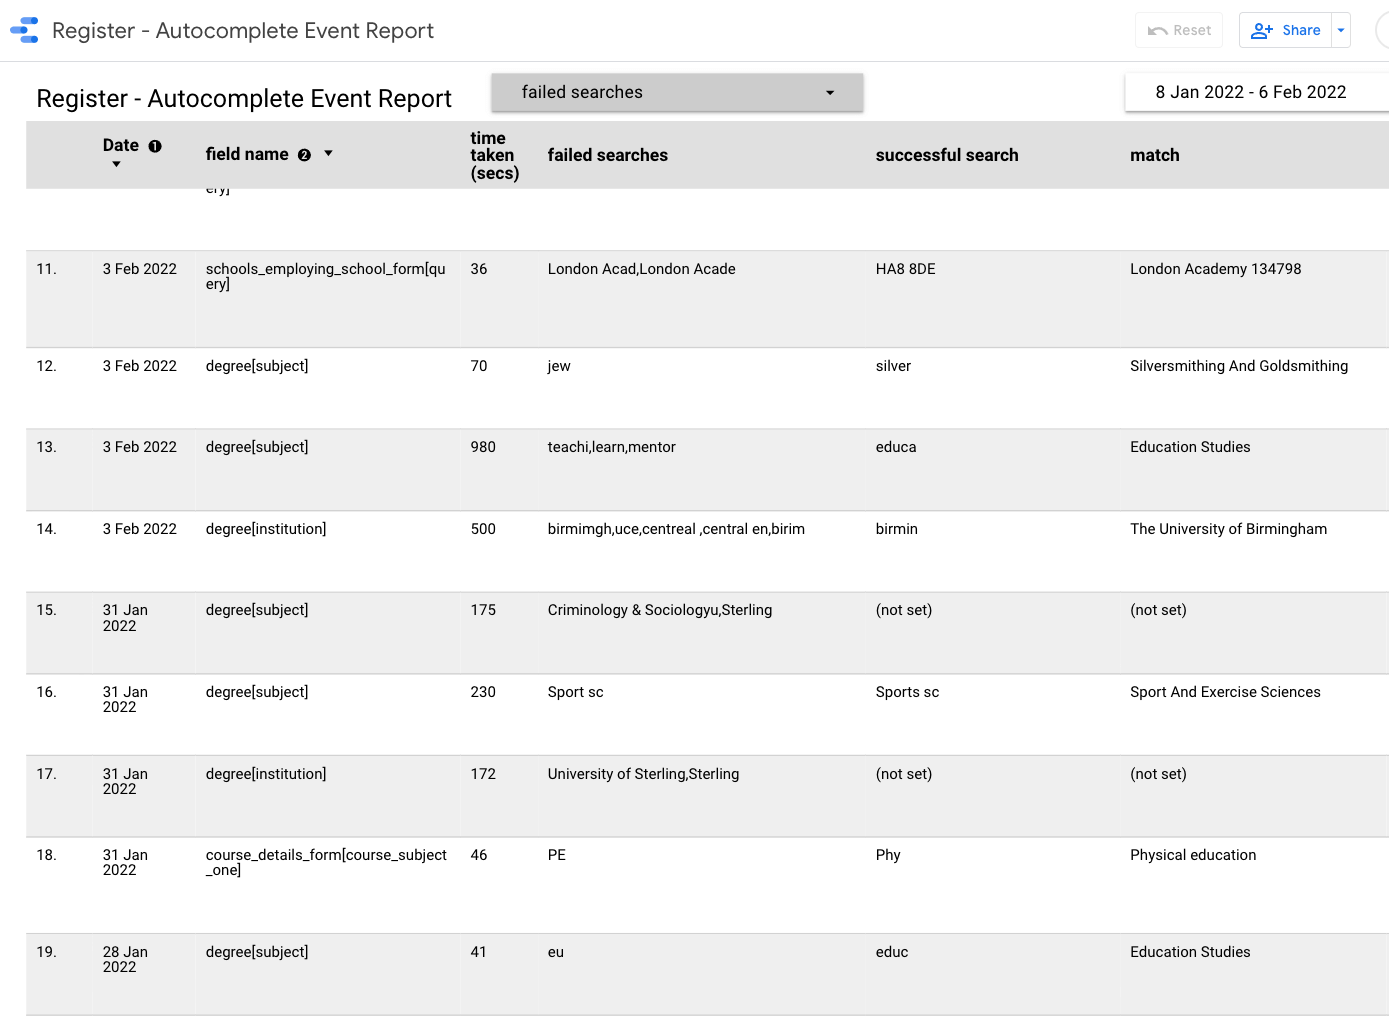 Register - Autocomplete Event Report
Reset
Share
Register - Autocomplete Event Report
failed searches
8 Jan 2022 - 6 Feb 2022
Date 1
field name 2
time
taken
(secs)
failed searches
successful search
match
ery]
11. 3 Feb 2022 schools_employing_school_form[qu 36 London Acad,London Acade HA8 8DE London Academy 134798
ery]
12. 3 Feb 2022 degree[subject] 70 jew silver Silversmithing And Goldsmithing
13. 3 Feb 2022 degree[subject] 980 teachi,learn,mentor educa Education Studies
14. 3 Feb 2022 degree[institution] 500 birmimgh,uce,centreal ,central en,birim birmin The University of Birmingham
15. 31 Jan degree[subject] 175 Criminology & Sociologyu,Sterling (not set) (not set)
2022
16. 31 Jan degree[subject] 230 Sport sc Sports sc Sport And Exercise Sciences
2022
17. 31 Jan degree[institution] 172 University of Sterling,Sterling (not set) (not set)
2022
18. 31 Jan course_details_form[course_subject 46 PE Phy Physical education
2022 _one]
19. 28 Jan degree[subject] 41 eu educ Education Studies
2022